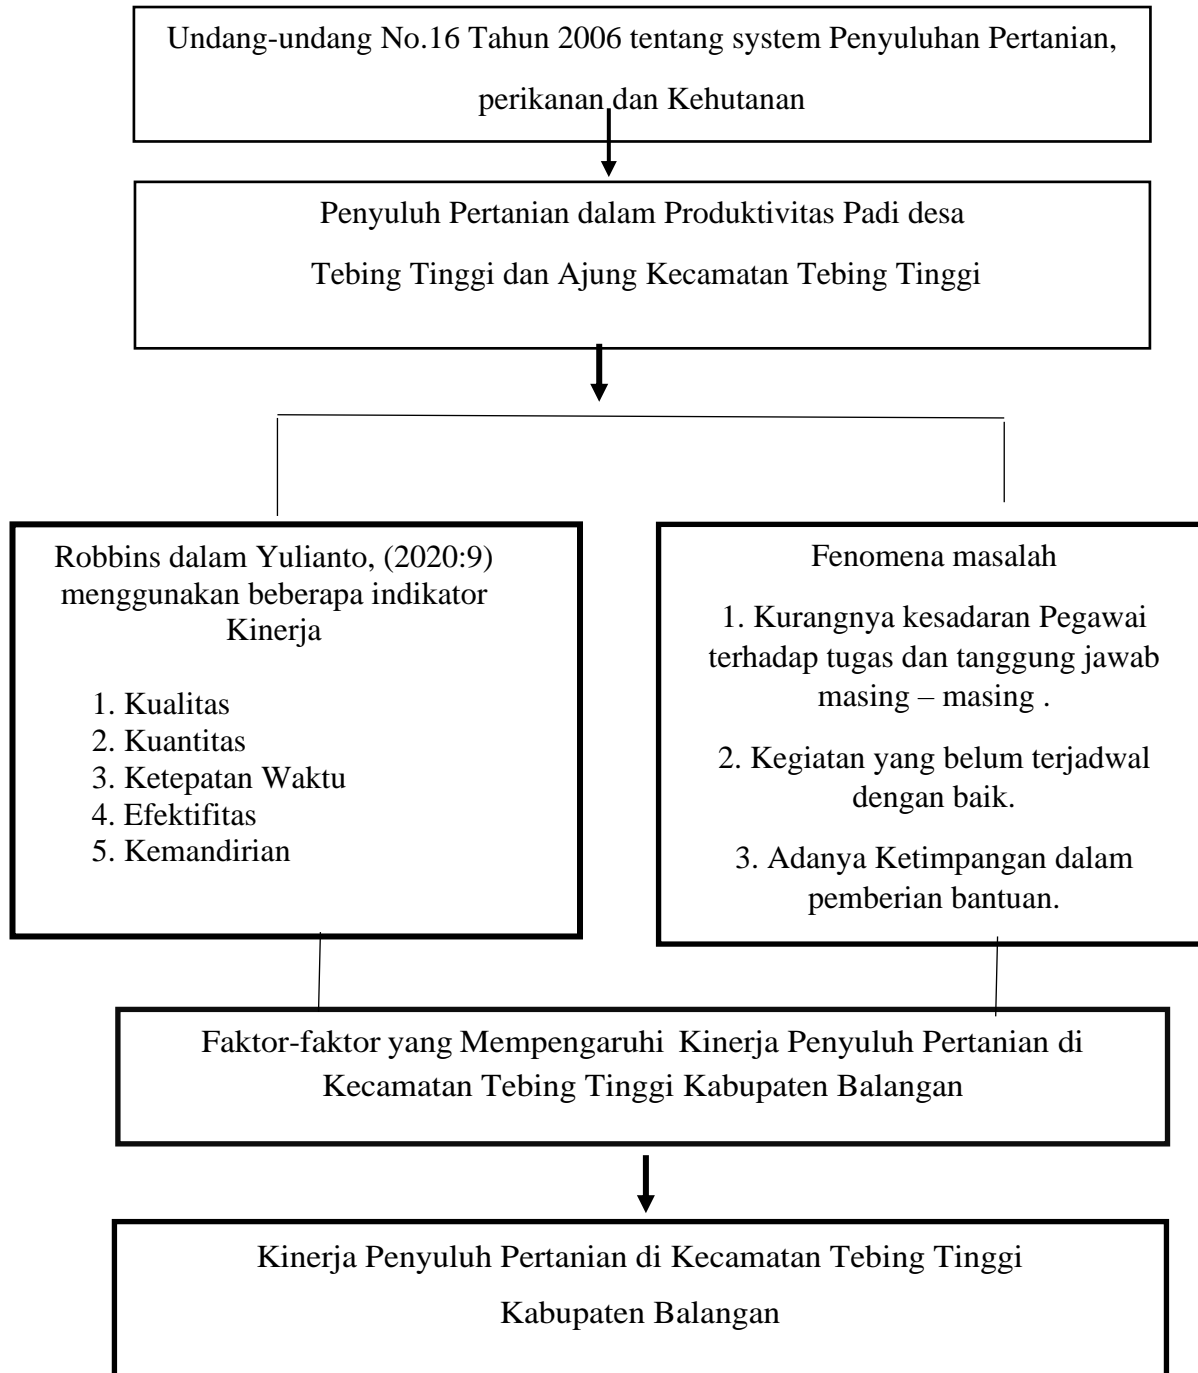 Undang-undang No.16 Tahun 2006 tentang system Penyuluhan Pertanian,
perikanan dan Kehutanan
Penyuluh Pertanian dalam Produktivitas Padi desa
Tebing Tinggi dan Ajung Kecamatan Tebing Tinggi
Robbins dalam Yulianto, (2020:9)
menggunakan beberapa indikator
Kinerja
1. Kualitas
2. Kuantitas
3. Ketepatan Waktu
4. Efektifitas
5. Kemandirian
Fenomena masalah
1. Kurangnya kesadaran Pegawai
terhadap tugas dan tanggung jawab
masing – masing .
2. Kegiatan yang belum terjadwal
dengan baik.
3. Adanya Ketimpangan dalam
pemberian bantuan.
Faktor-faktor yang Mempengaruhi Kinerja Penyuluh Pertanian di
Kecamatan Tebing Tinggi Kabupaten Balangan
Kinerja Penyuluh Pertanian di Kecamatan Tebing Tinggi
Kabupaten Balangan